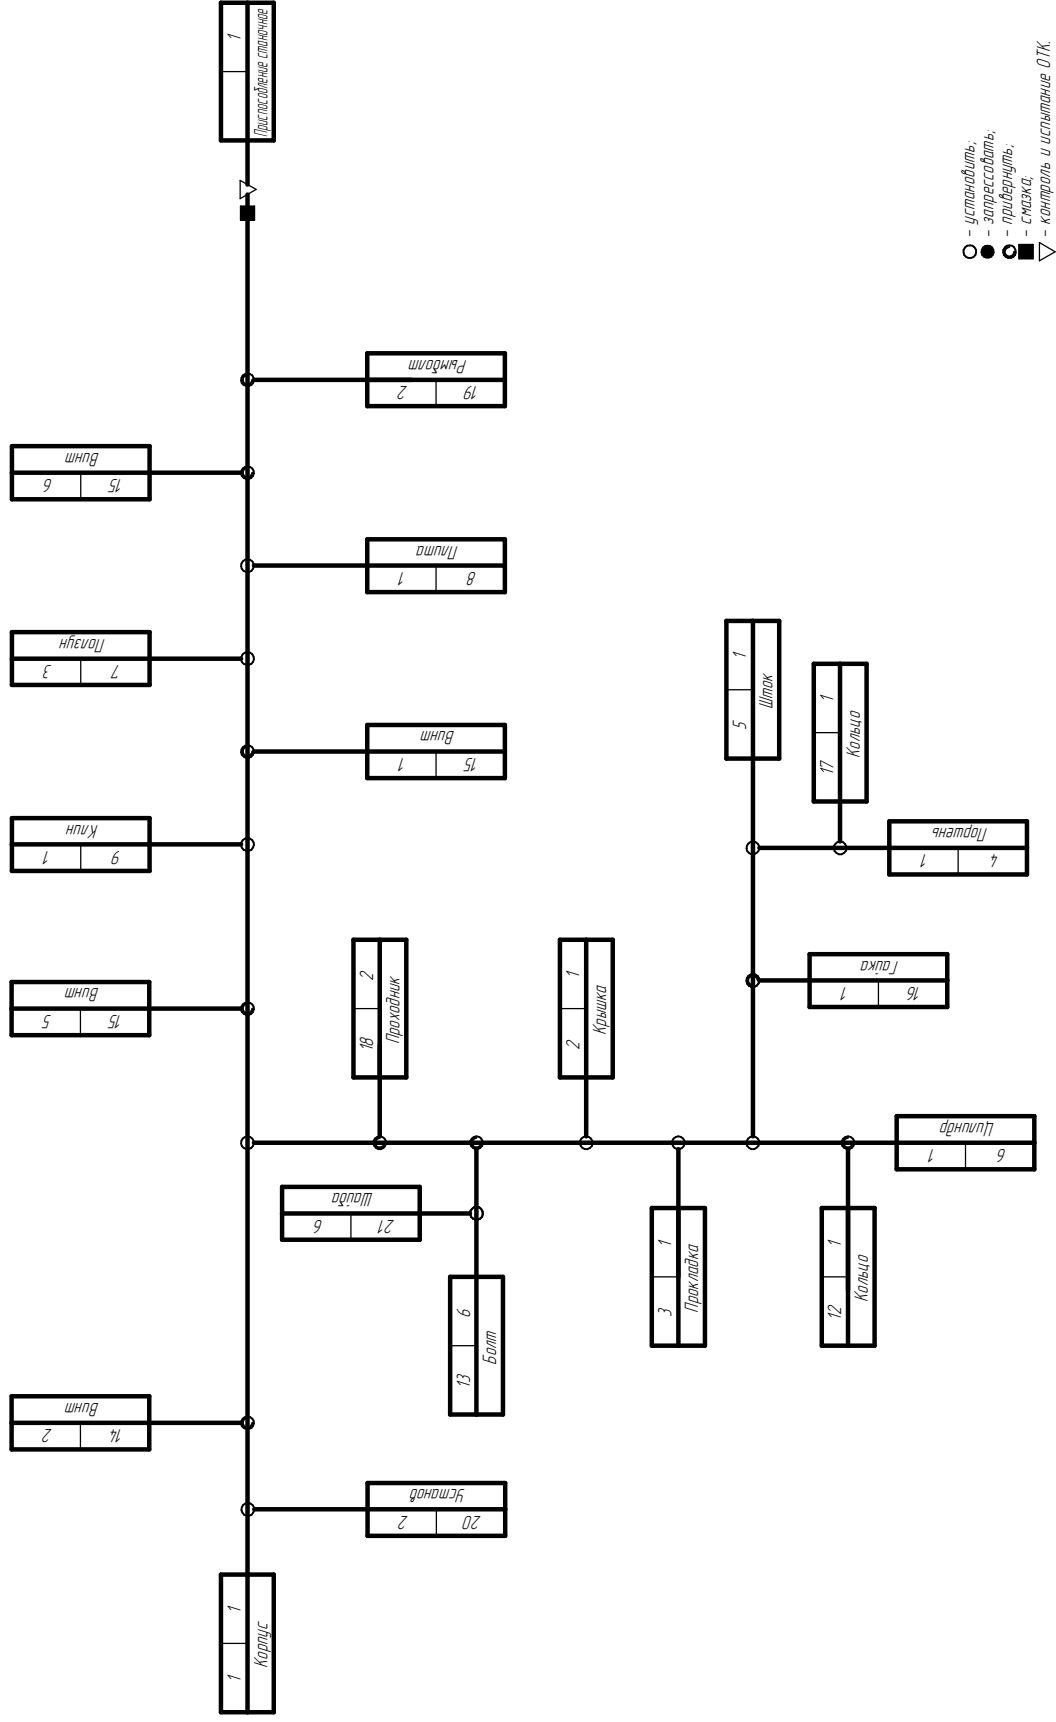 1 1
Корпус
20 2
Установ
14 2
Винт
13 6
Болт
21 6
Шайба
18 2
Проходник
2 1
Крышка
3 1
Прокладка
12 1
Кольцо
6 1
Цилиндр
16 1
Гайка
4 1
Поршень
17 1
Кольцо
5 1
Шток
15 5
Винт
9 1
Клин
15 1
Винт
7 3
Ползун
8 1
Плита
15 6
Винт
19 2
Рымболт
1
Приспособление станочное
- установить;
- запрессовать;
- привернуть;
- смазка;
- контроль и испытание ОТК.